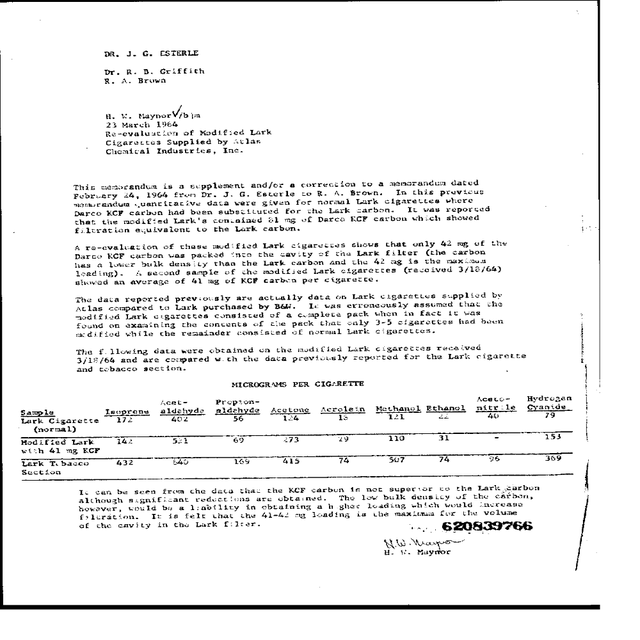 DR. J. G. ESTERLE
Dr. R. B. Griffith
R. A. Brown
H. W. Maynor/bjm
23 March 1964
Re-evaluation of Modified Lark
Cigarettes Supplied by Atlas
Chemical Industries, Inc.
This memorandum is a supplement and/or a correction to a memorandum dated
February 24, 1964 from Dr. J. G. Esterle to R. A. Brown. In this previous
memorandum quantitative data were given for normal Lark cigarettes where
Darco KCF carbon had been substituted for the Lark carbon. It was reported
that the modified Lark's contained 61 mg of Darco KCF carbon which showed
filtration equivalent to the Lark carbon.
A re-evaluation of these modified Lark cigarettes shows that only 42 mg of the
Darco KCF carbon was packed into the cavity of the Lark filter (the carbon
has a lower bulk density than the Lark carbon and the 42 mg is the maximum
loading). A second sample of the modified Lark cigarettes (received 3/18/64)
showed an average of 41 mg of KCF carbon per cigarette.
The data reported previously are actually data on Lark cigarettes supplied by
Atlas compared to Lark purchased by B&W. It was erroneously assumed that the
modified Lark cigarettes consisted of a complete pack when in fact it was
found on examining the contents of the pack that only 3-5 cigarettes had been
modified while the remainder consisted of normal Lark cigarettes.
The following data were obtained on the modified Lark cigarettes received
3/18/64 and are compared with the data previously reported for the Lark cigarette
and tobacco section.
MICROGRAMS PER CIGARETTE
Acet- Propion- Aceto- Hydrogen
Sample Isoprene aldehyde aldehyde Acetone Acrolein Methanol Ethanol nitrile Cyanide
Lark Cigarette 172 402 56 40 79
(normal)
Modified Lark 142 69 29 110 31 - 153
with 41 mg KCF
Lark Tobacco 432 169 415 74 507 74 96 369
Section
It can be seen from the data that the KCF carbon is not superior to the Lark carbon
although significant reductions are obtained. The low bulk density of the carbon,
however, would be a liability in obtaining a higher loading which would increase
filtration. It is felt that the 41-42 mg loading is the maximum for the volume
of the cavity in the Lark filter.
620839766
H.W. Maynor
H. W. Maynor